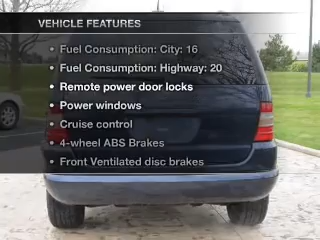 VEHICLE FEATURES
• Fuel Consumption: City: 16
• Fuel Consumption: Highway: 20
• Remote power door locks
• Power windows
• Cruise control
• 4-wheel ABS Brakes
• Front Ventilated disc brakes